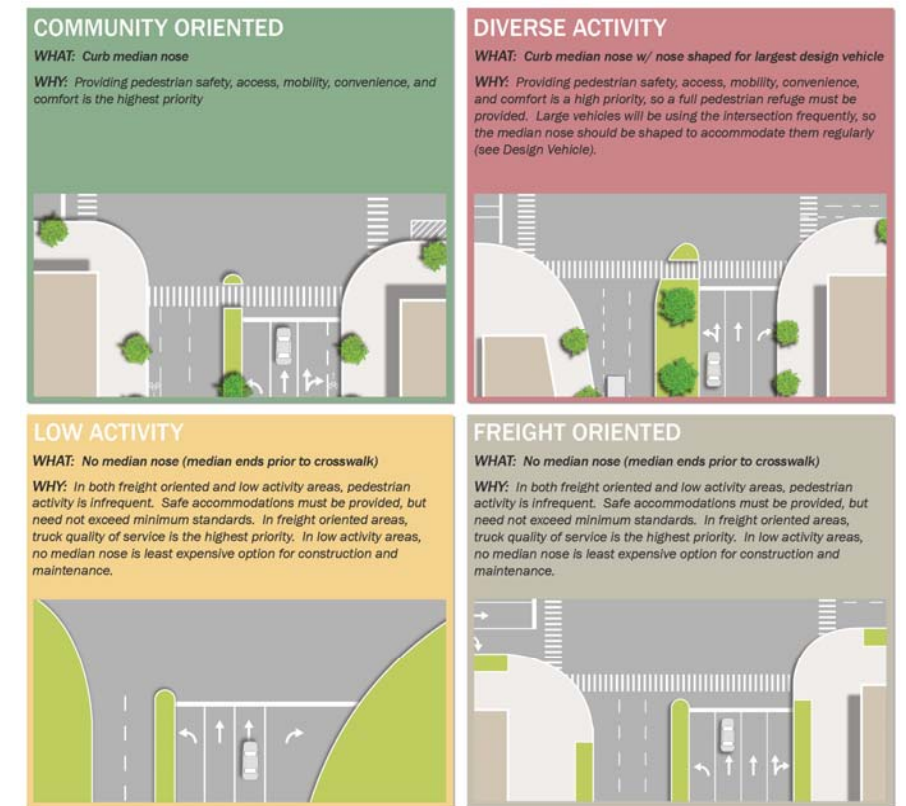 COMMUNITY ORIENTED
WHAT: Curb median nose
WHY: Providing pedestrian safety, access, mobility, convenience, and
comfort is the highest priority
DIVERSE ACTIVITY
WHAT: Curb median nose w/ nose shaped for largest design vehicle
WHY: Providing pedestrian safety, access, mobility, convenience,
and comfort is a high priority, so a full pedestrian refuge must be
provided. Large vehicles will be using the intersection frequently, so
the median nose should be shaped to accommodate them regularly
(see Design Vehicle).
LOW ACTIVITY
WHAT: No median nose (median ends prior to crosswalk)
WHY: In both freight oriented and low activity areas, pedestrian
activity is infrequent. Safe accommodations must be provided, but
need not exceed minimum standards. In freight oriented areas,
truck quality of service is the highest priority. In low activity areas,
no median nose is least expensive option for construction and
maintenance.
FREIGHT ORIENTED
WHAT: No median nose (median ends prior to crosswalk)
WHY: In both freight oriented and low activity areas, pedestrian
activity is infrequent. Safe accommodations must be provided, but
need not exceed minimum standards. In freight oriented areas,
truck quality of service is the highest priority. In low activity areas,
no median nose is least expensive option for construction and
maintenance.